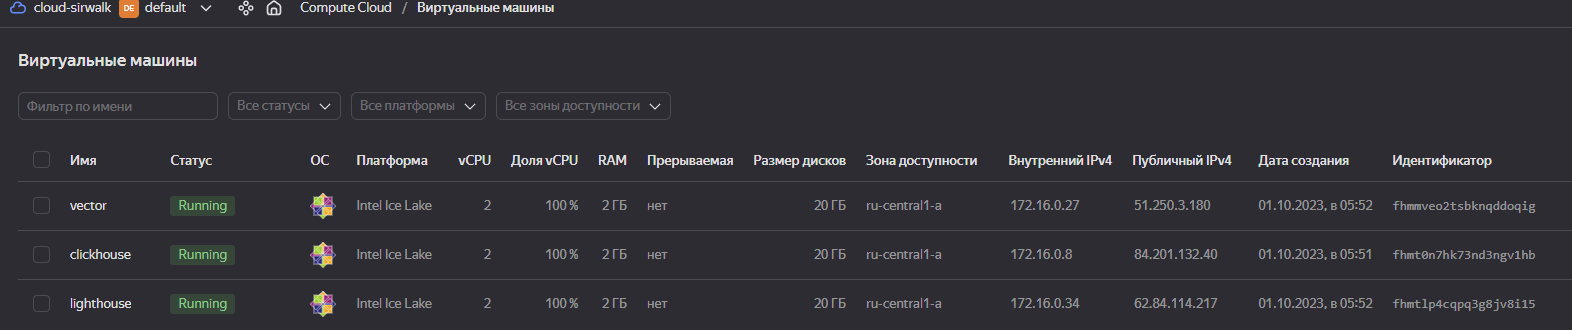 cloud-sirwalk DE default Compute Cloud / Виртуальные машины
Виртуальные машины
Фильтр по имени Все статусы Все платформы Все зоны доступности
Имя Статус ОС Платформа vCPU Доля vCPU RAM Прерываемая Размер дисков Зона доступности Внутренний IPv4 Публичный IPv4 Дата создания Идентификатор
vector Running Intel Ice Lake 2 100 % 2 ГБ нет 20 ГБ ru-central1-a 172.16.0.27 51.250.3.180 01.10.2023, в 05:52 fhmmveo2tsbknqddoqig
clickhouse Running Intel Ice Lake 2 100 % 2 ГБ нет 20 ГБ ru-central1-a 172.16.0.8 84.201.132.40 01.10.2023, в 05:51 fhmt0n7hk73nd3ngv1hb
lighthouse Running Intel Ice Lake 2 100 % 2 ГБ нет 20 ГБ ru-central1-a 172.16.0.34 62.84.114.217 01.10.2023, в 05:52 fhmtlp4cqpq3g8jv8i15